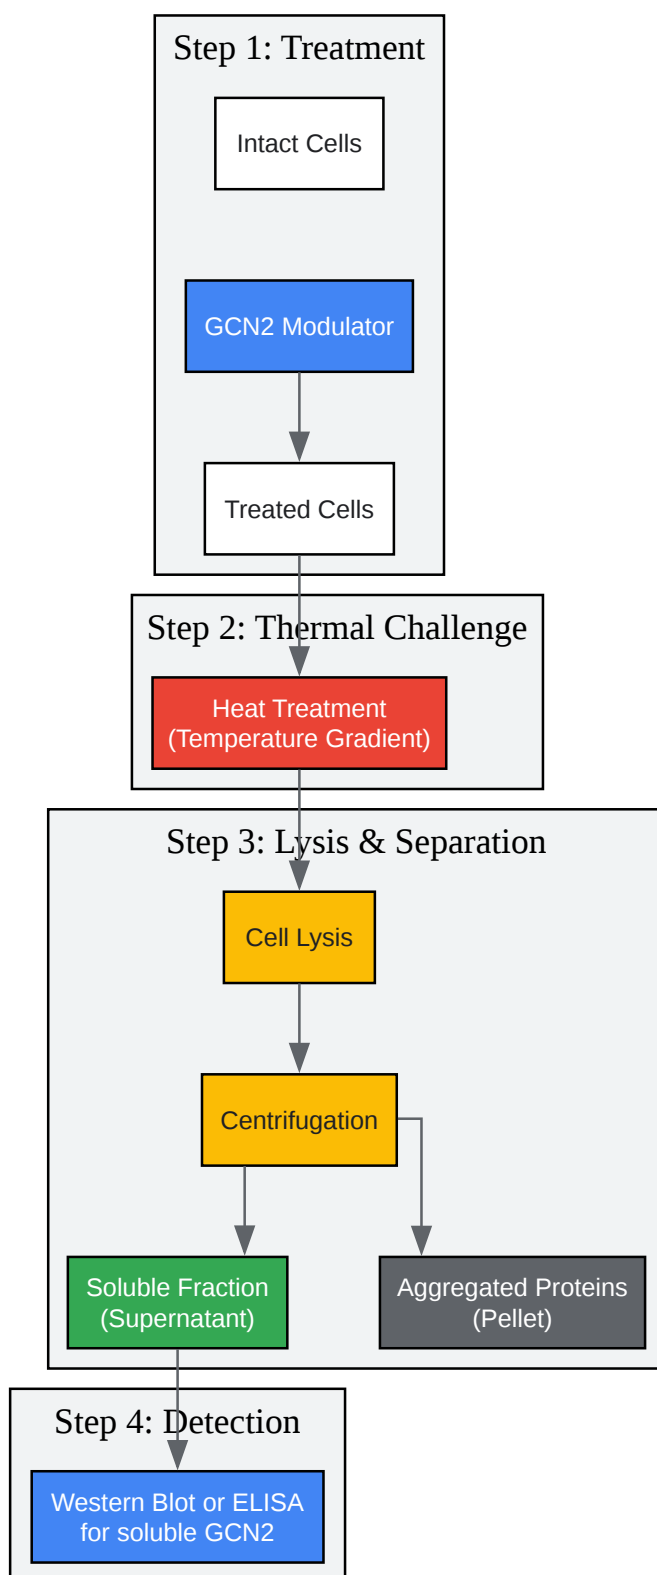 Step 1: Treatment
Intact Cells
GCN2 Modulator
Treated Cells
Step 2: Thermal Challenge
Heat Treatment
(Temperature Gradient)
Step 3: Lysis & Separation
Cell Lysis
Centrifugation
Soluble Fraction
(Supernatant)
Aggregated Proteins
(Pellet)
Step 4: Detection
Western Blot or ELISA
for soluble GCN2